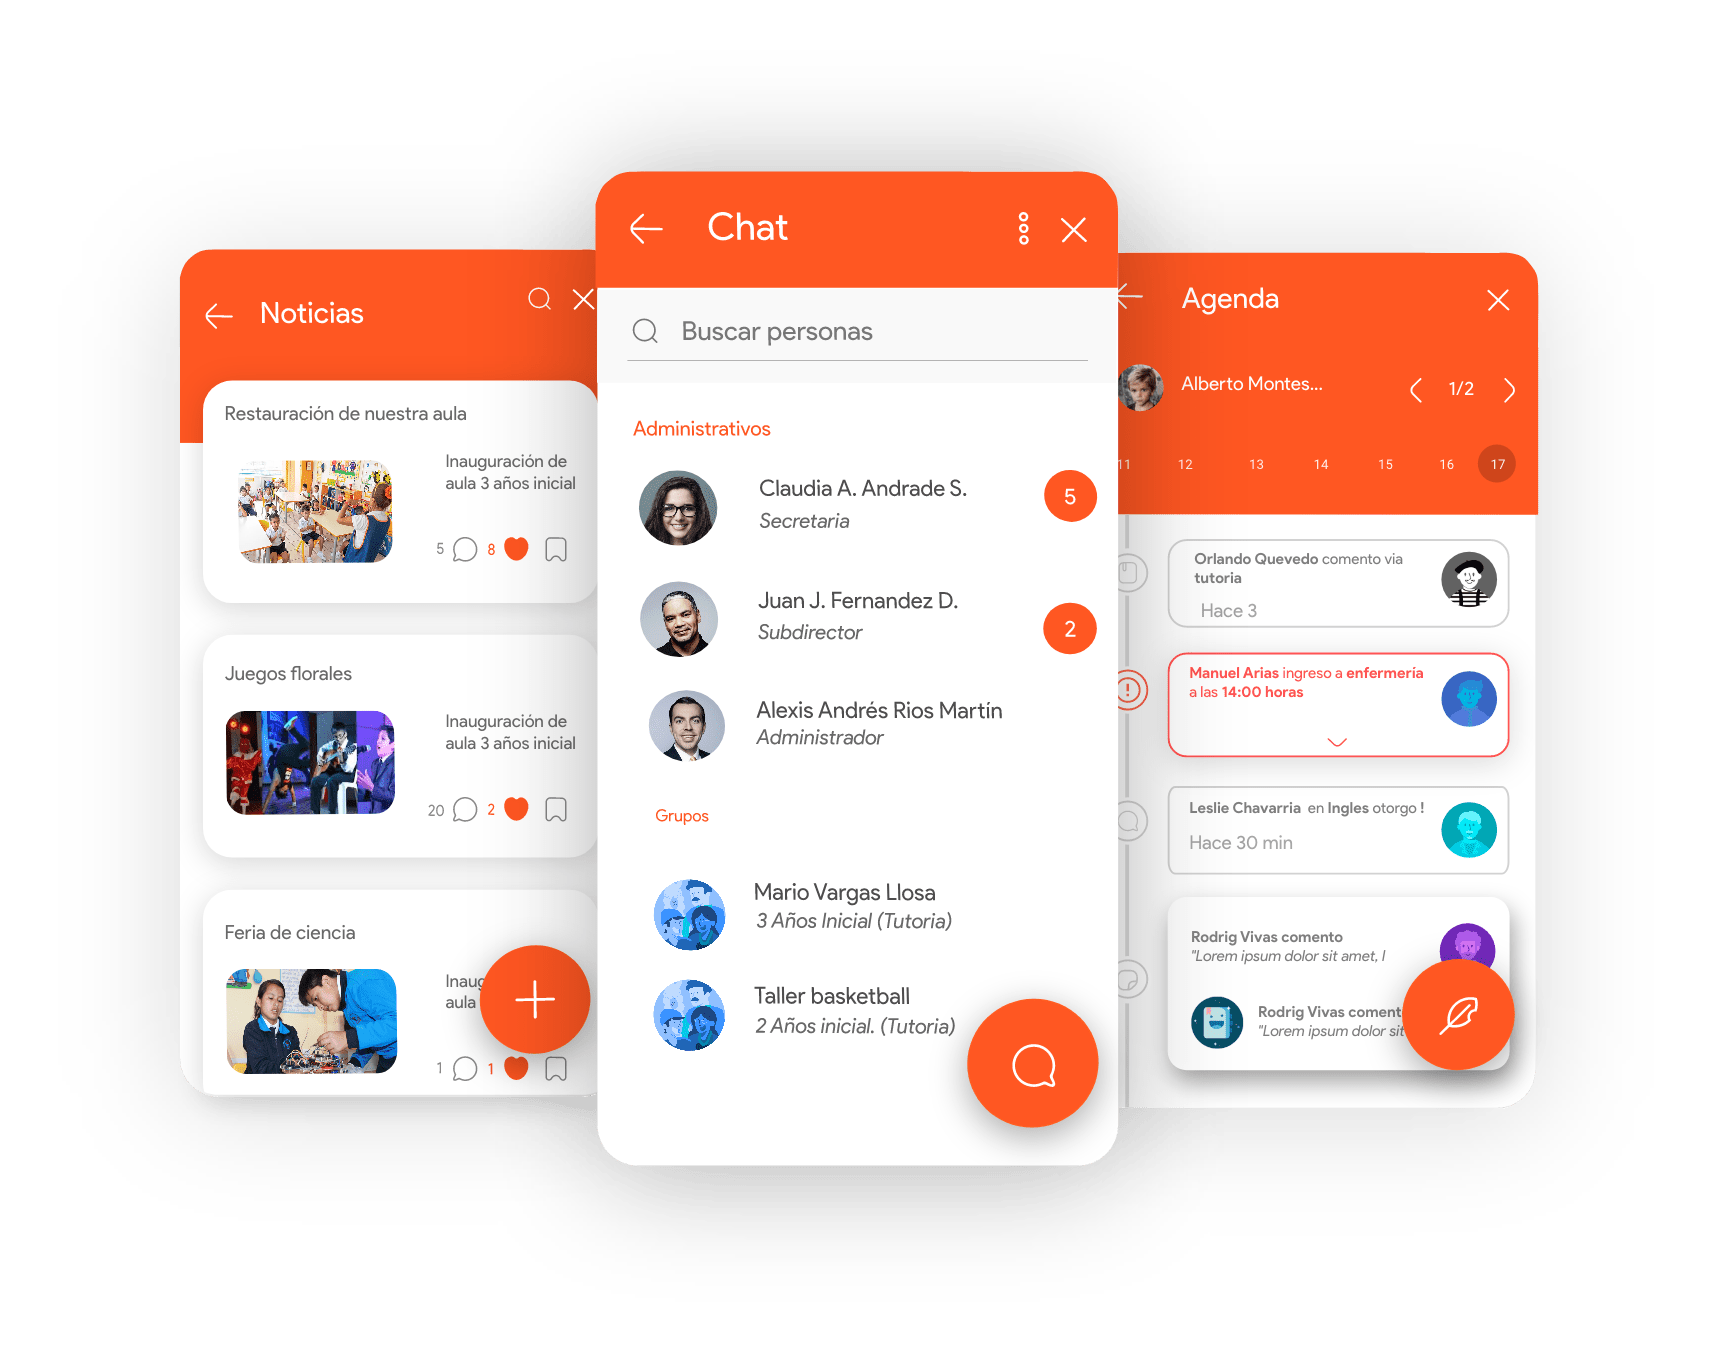 Noticias
Restauración de nuestra aula
Inauguración de
aula 3 años inicial
5
8
Juegos florales
Inauguración de
aula 3 años inicial
20
2
Feria de ciencia
aula
1
1
Chat
Buscar personas
Administrativos
Claudia A. Andrade S.
Secretaria
5
Juan J. Fernandez D.
Subdirector
2
Alexis Andrés Rios Martín
Administrador
Grupos
Mario Vargas Llosa
3 Años Inicial (Tutoria)
Taller basketball
2 Años inicial. (Tutoria)
Agenda
Alberto Montes...
1/2
11 12 13 14 15 16 17
Orlando Quevedo comento via
tutoria
Hace 3
Manuel Arias ingreso a enfermería
a las 14:00 horas
Leslie Chavarria en Ingles otorgo !
Hace 30 min
Rodrig Vivas comento
"Lorem ipsum dolor sit amet, l
Rodrig Vivas coment
"Lorem ipsum dolor sit